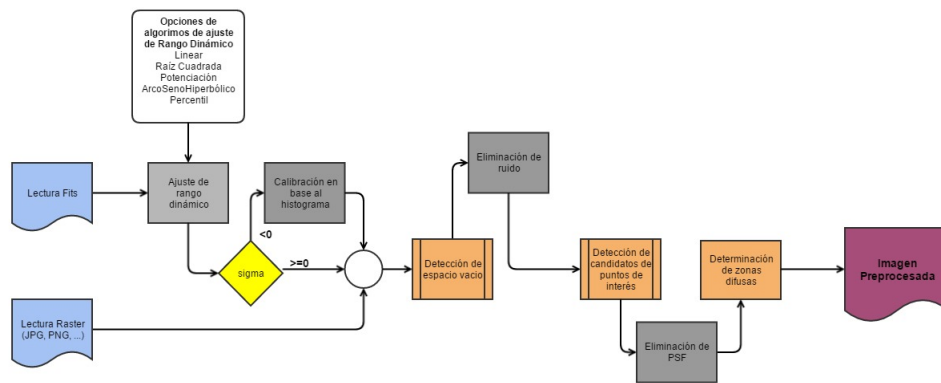 Opciones de
algorimos de ajuste
de Rango Dinámico
Linear
Raíz Cuadrada
Potenciación
ArcoSenoHiperbólico
Percentil
Lectura Fits
Ajuste de
rango
dinámico
Calibración en
base al
histograma
<0
sigma
>=0
Lectura Raster
(JPG, PNG, ...)
Detección de
espacio vacio
Eliminación de
ruido
Detección de
candidatos de
puntos de
interés
Eliminación de
PSF
Determinación
de zonas
difusas
Imagen
Preprocesada